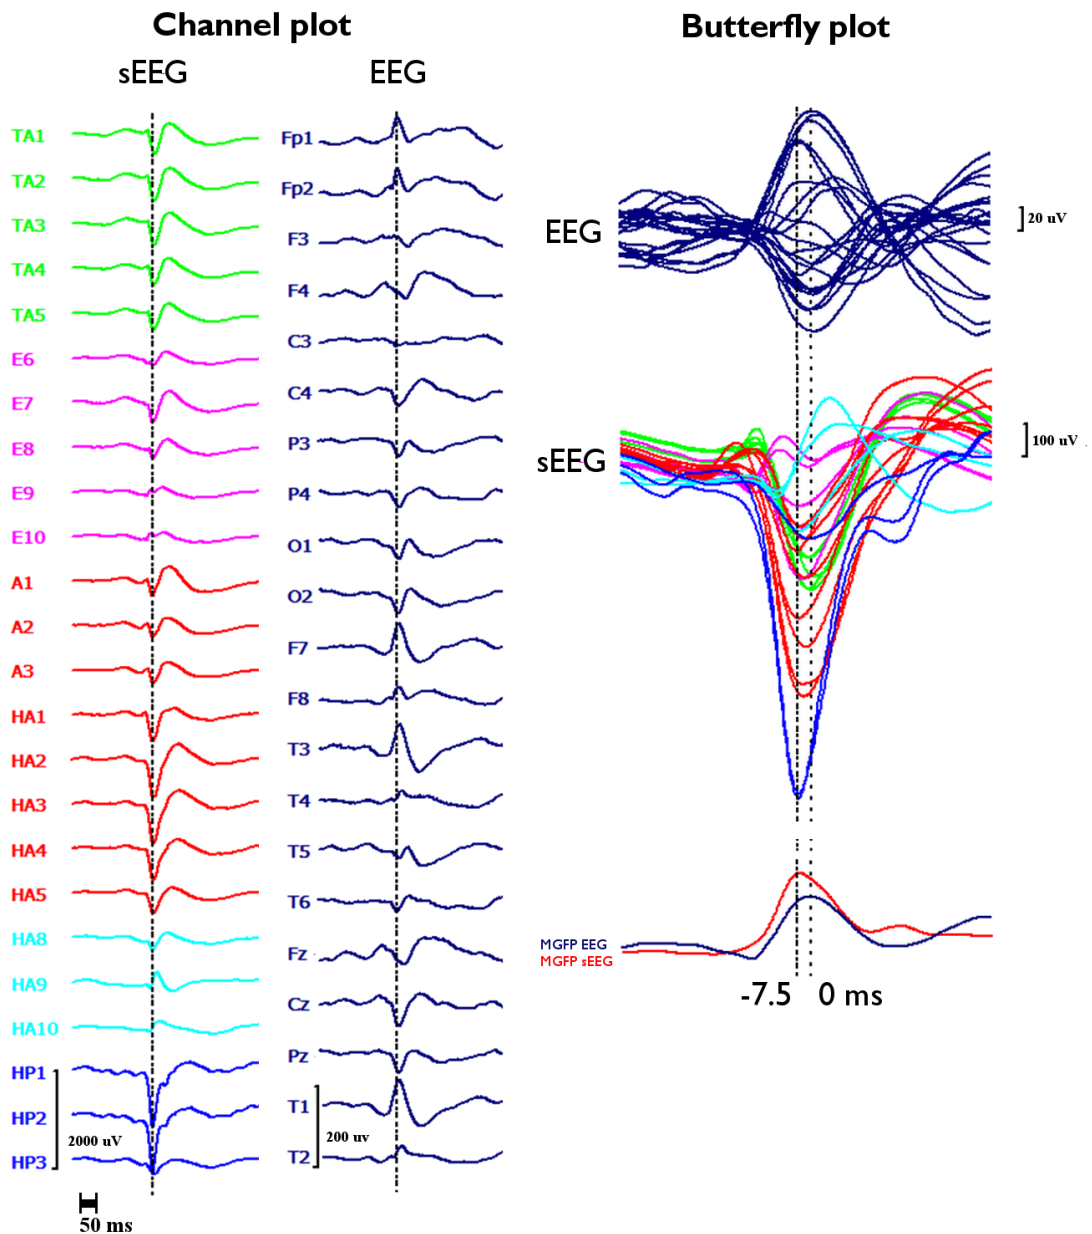 Channel plot
sEEG
EEG
TA1
TA2
TA3
TA4
TA5
E6
E7
E8
E9
E10
A1
A2
A3
HA1
HA2
HA3
HA4
HA5
HA8
HA9
HA10
HP1
HP2
HP3
2000 uV
50 ms
Fp1
Fp2
F3
F4
C3
C4
P3
P4
O1
O2
F7
F8
T3
T4
T5
T6
Fz
Cz
Pz
T1
T2
200 uv
Butterfly plot
EEG
20 uV
sEEG
100 uV
MGFP EEG
MGFP sEEG
-7.5 0 ms